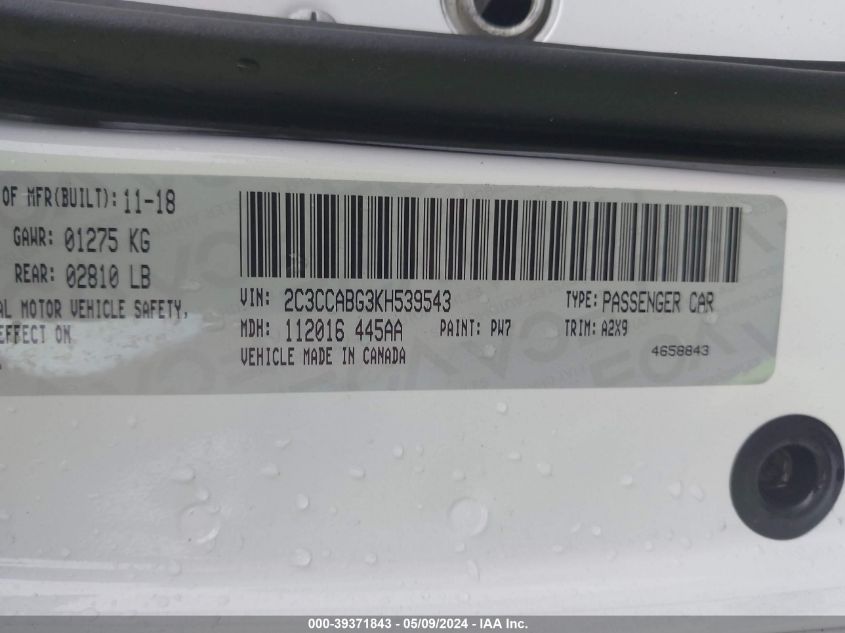 OF MFR(BUILT): 11-18
GAWR: 01275 KG
REAR: 02810 LB
AL MOTOR VEHICLE SAFETY,
EFFECT ON
VIN: 2C3CCABG3KH539543 TYPE: PASSENGER CAR
MDH: 112016 445AA PAINT: PW7 TRIM: A2X9
VEHICLE MADE IN CANADA 4658843
000-39371843 - 05/09/2024 - IAA Inc.